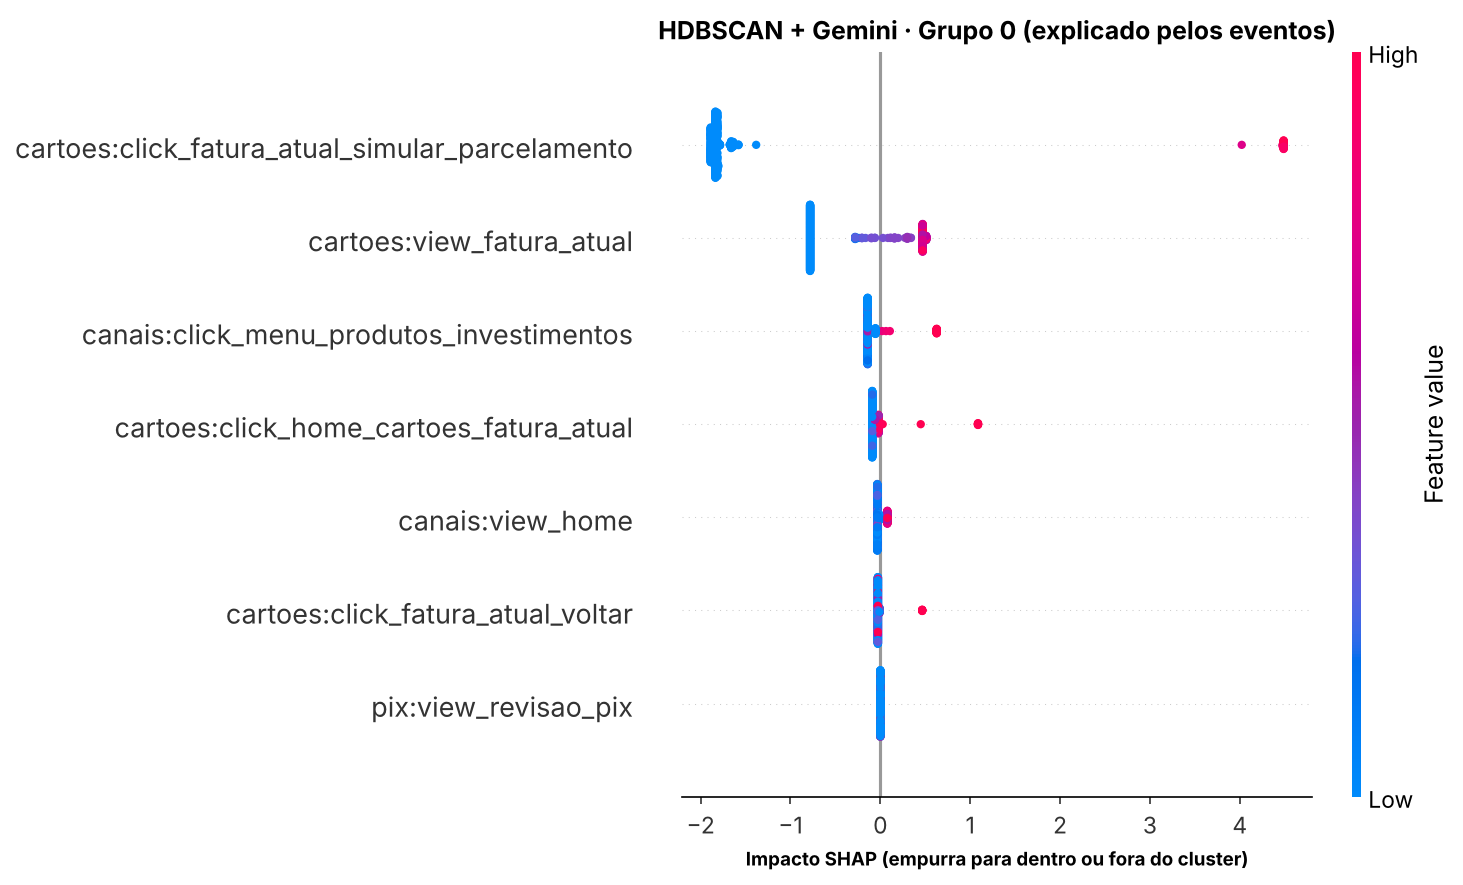 HDBSCAN + Gemini · Grupo 0 (explicado pelos eventos)
High
cartoes:click_fatura_atual_simular_parcelamento
cartoes:view_fatura_atual
canais:click_menu_produtos_investimentos
cartoes:click_home_cartoes_fatura_atual
canais:view_home
cartoes:click_fatura_atual_voltar
pix:view_revisao_pix
Feature value
Low
−2 −1 0 1 2 3 4
Impacto SHAP (empurra para dentro ou fora do cluster)